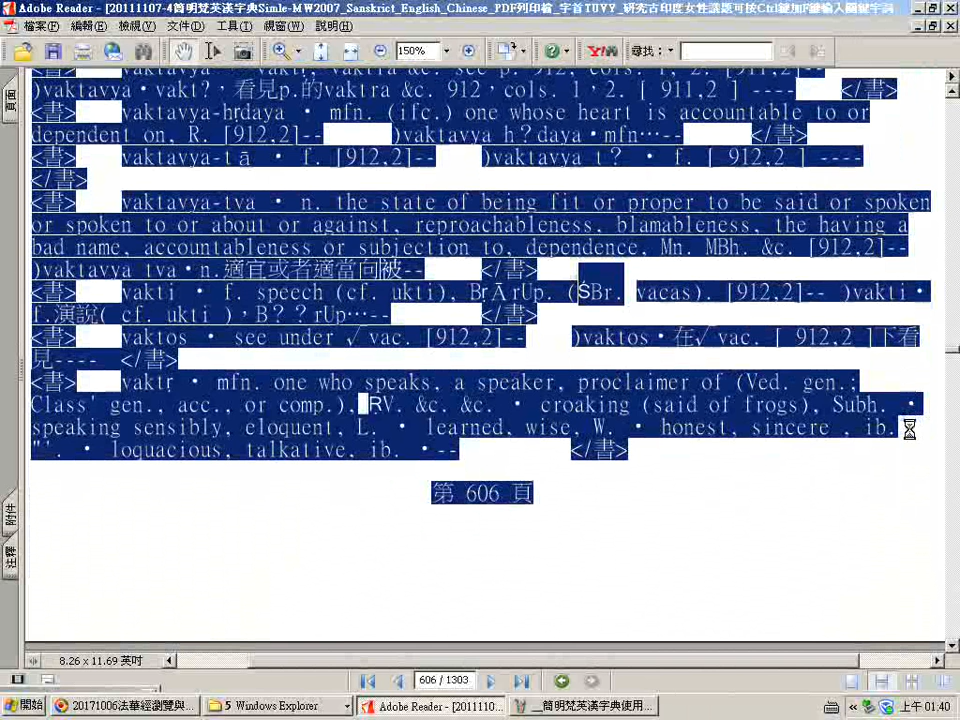 Adobe Reader - [20111107-4簡明梵英漢字典Simle-MW2007_Sanskrict_English_Chinese_PDF列印檔_字首TUVY_研究古印度女性議題可按Ctrl鍵加F鍵輸入關鍵字詞
檔案(F) 編輯(E) 檢視(V) 文件(D) 工具(T) 視窗(W) 說明(H)
150% 尋找:
)vaktavya‧vakt?，看見p.的vaktra &c. 912，cols. 1，2. [ 911,2 ] ---- </書>
<書> vaktavya-hṛdaya ‧ mfn. (ifc.) one whose heart is accountable to or
dependent on, R. [912,2]-- )vaktavya h？daya‧mfn…-- </書>
<書> vaktavya-tā ‧ f. [912,2]-- )vaktavya t？ ‧ f. [ 912,2 ] ----
</書>
<書> vaktavya-tva ‧ n. the state of being fit or proper to be said or spoken
or spoken to or about or against, reproachableness, blamableness, the having a
bad name, accountableness or subjection to, dependence, Mn. MBh. &c. [912,2]--
)vaktavya tva‧n.適宜或者適當向被-- </書>
<書> vakti ‧ f. speech (cf. ukti), BrĀrUp. (ŚBr. vacas). [912,2]-- )vakti‧
f.演說( cf. ukti )，B？？rUp…-- </書>
<書> vaktos ‧ see under √vac. [912,2]-- )vaktos‧在√vac. [ 912,2 ]下看
見---- </書>
<書> vaktṛ ‧ mfn. one who speaks, a speaker, proclaimer of (Ved. gen.;
Class' gen., acc., or comp.), RV. &c. &c. ‧ croaking (said of frogs), Subh. ‧
speaking sensibly, eloquent, L. ‧ learned, wise, W. ‧ honest, sincere , ib.
"'. ‧ loquacious, talkative, ib. ‧-- </書>
第 606 頁
頁面
附件
注釋
8.26 x 11.69 英吋
606 / 1303
開始 20171006法華經瀏覽與... 5 Windows Explorer Adobe Reader - [2011110... __簡明梵英漢字典使用... 上午 01:40